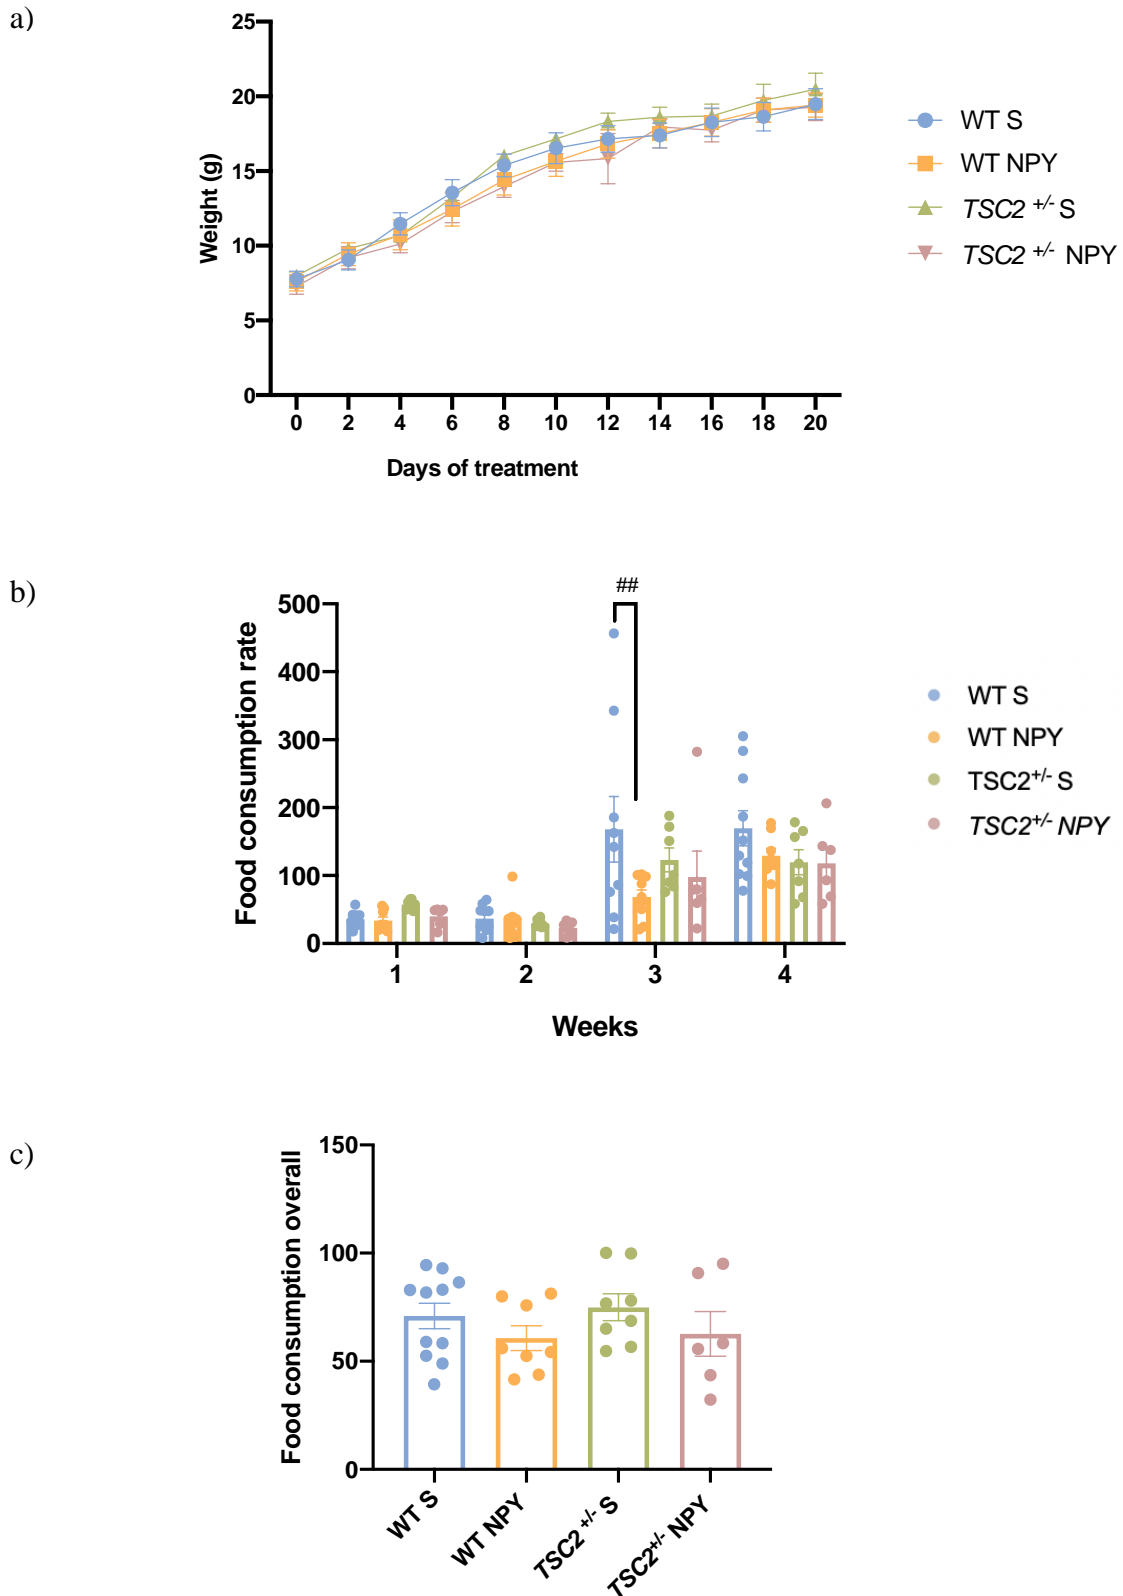 a)
25
20
15
10
5
0
Weight (g)
0 2 4 6 8 10 12 14 16 18 20
Days of treatment
WT S
WT NPY
TSC2 +/- S
TSC2 +/- NPY
b)
##
500
400
300
200
100
0
Food consumption rate
1 2 3 4
Weeks
WT S
WT NPY
TSC2+/- S
TSC2+/- NPY
c)
150
100
50
0
Food consumption overall
WT S
WT NPY
TSC2 +/- S
TSC2+/- NPY